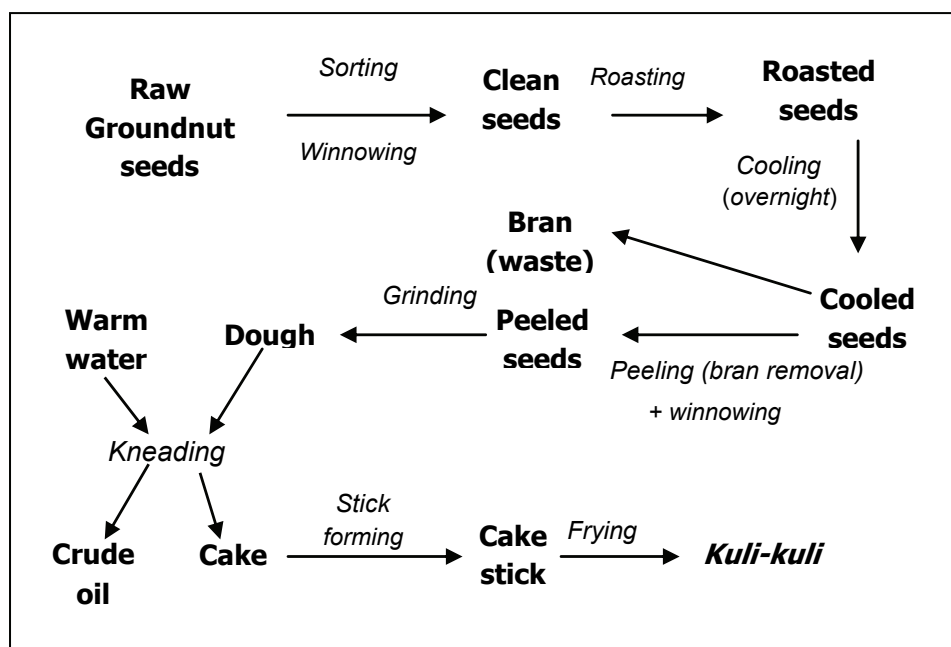 Raw
Groundnut
seeds
Sorting
Winnowing
Clean
seeds
Roasting
Roasted
seeds
Cooling
(overnight)
Cooled
seeds
Bran
(waste)
Peeling (bran removal)
+ winnowing
Peeled
seeds
Grinding
Dough
Warm
water
Kneading
Crude
oil
Cake
Stick
forming
Cake
stick
Frying
Kuli-kuli